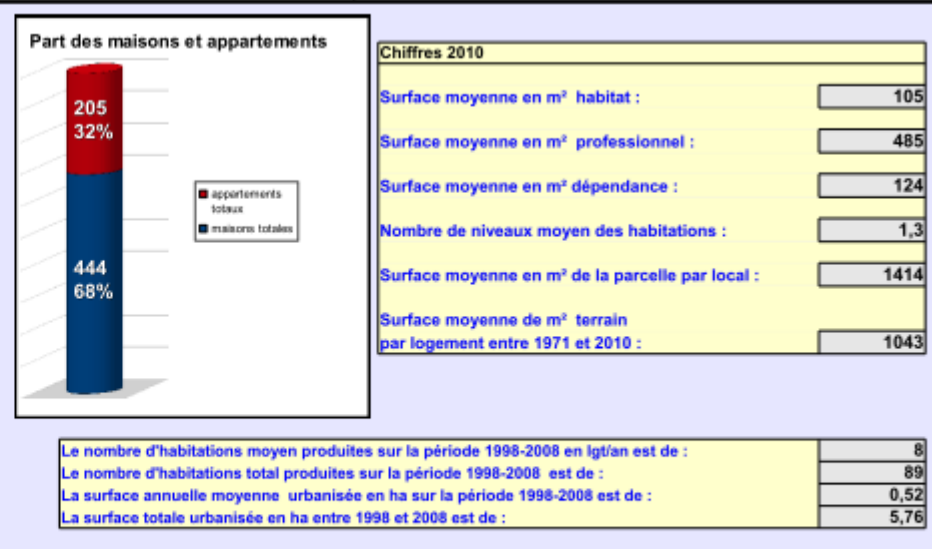 Part des maisons et appartements
205
32%
appartements
totaux
maisons totales
444
68%
Chiffres 2010
Surface moyenne en m² habitat : 105
Surface moyenne en m² professionnel : 485
Surface moyenne en m² dépendance : 124
Nombre de niveaux moyen des habitations : 1,3
Surface moyenne en m² de la parcelle par local : 1414
Surface moyenne de m² terrain
par logement entre 1971 et 2010 : 1043
Le nombre d'habitations moyen produites sur la période 1998-2008 en lgt/an est de : 8
Le nombre d'habitations total produites sur la période 1998-2008 est de : 89
La surface annuelle moyenne urbanisée en ha sur la période 1998-2008 est de : 0,52
La surface totale urbanisée en ha entre 1998 et 2008 est de : 5,76